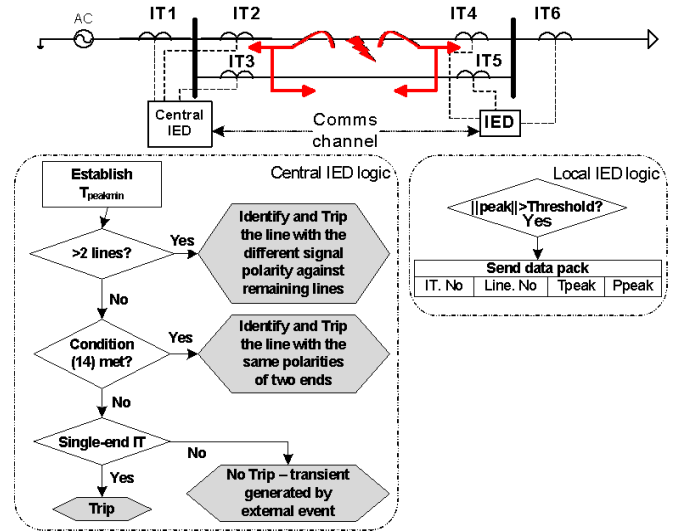 AC
IT1
IT2
IT4
IT6
IT3
IT5
Central
IED
Comms
channel
IED
Central IED logic
Establish
Tpeakmin
>2 lines?
Yes
Identify and Trip
the line with the
different signal
polarity against
remaining lines
No
Condition
(14) met?
Yes
Identify and Trip
the line with the
same polarities
of two ends
No
Single-end IT
No
Yes
Trip
No Trip – transient
generated by
external event
Local IED logic
||peak||>Threshold?
Yes
Send data pack
IT. No
Line. No
Tpeak
Ppeak